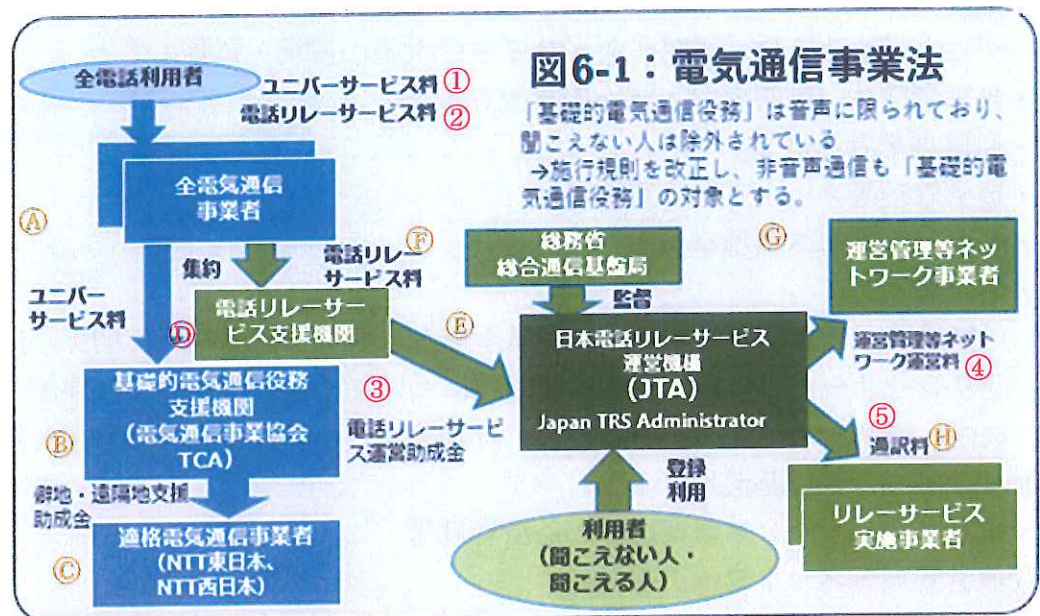 図6-1：電気通信事業法
「基礎的電気通信役務」は音声に限られており、
聞こえない人は除外されている
→施行規則を改正し、非音声通信も「基礎的電
気通信役務」の対象とする。
全電話利用者
ユニバーサービス料 ①
電話リレーサービス料 ②
全電気通信
事業者
Ⓐ
ユニバー
サービス料
集約
電話リレー
サービス料
Ⓕ
総務省
総合通信基盤局
監督
Ⓖ
運営管理等ネッ
トワーク事業者
Ⓓ
電話リレーサー
ビス支援機関
Ⓔ
日本電話リレーサービス
運営機構
(JTA)
Japan TRS Administrator
運営管理等ネット
ワーク運営料 ④
基礎的電気通信役務
支援機関
（電気通信事業協会
TCA）
Ⓑ
③
電話リレーサービ
ス運営助成金
⑤
通訳料 Ⓗ
僻地・遠隔地支援
助成金
登録
利用
リレーサービス
実施事業者
Ⓒ
適格電気通信事業者
（NTT東日本、
NTT西日本）
利用者
（聞こえない人・
聞こえる人）